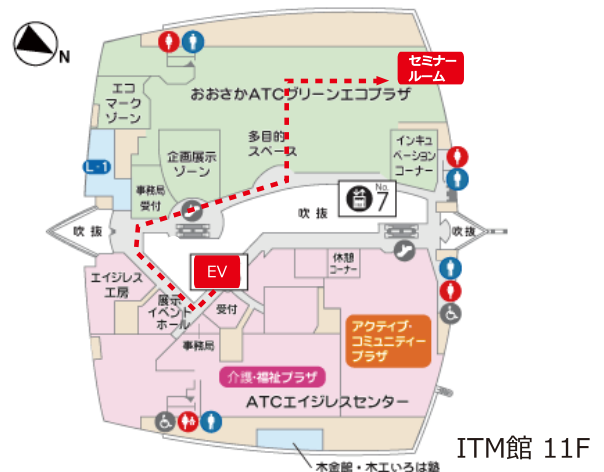 N
セミナー
ルーム
エコ
マーク
ゾーン
おおさかATCグリーンエコプラザ
多目的
スペース
企画展示
ゾーン
インキュ
ベーション
コーナー
L-1
事務局
受付
No.
7
吹抜
吹抜
吹抜
EV
休憩
コーナー
エイジレス
工房
展示
イベント
ホール
受付
事務局
アクティブ・
コミュニティー
プラザ
介護・福祉プラザ
ATCエイジレスセンター
ITM館 11F
木金館・木工いろは塾